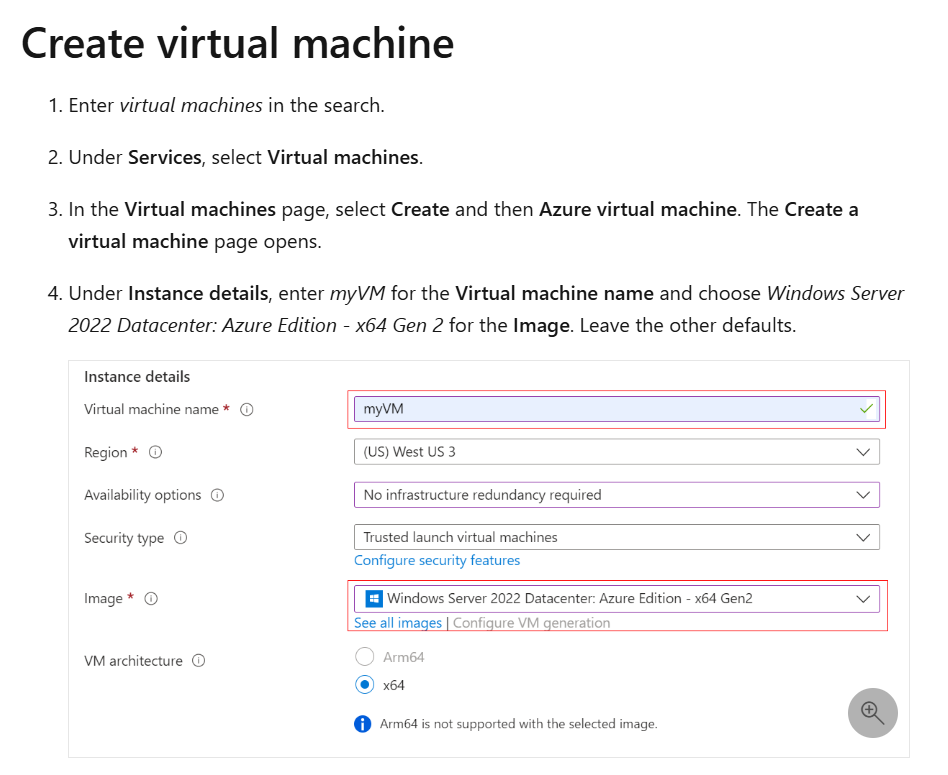 Create virtual machine
1. Enter virtual machines in the search.
2. Under Services, select Virtual machines.
3. In the Virtual machines page, select Create and then Azure virtual machine. The Create a
virtual machine page opens.
4. Under Instance details, enter myVM for the Virtual machine name and choose Windows Server
2022 Datacenter: Azure Edition - x64 Gen 2 for the Image. Leave the other defaults.
Instance details
Virtual machine name * myVM
Region * (US) West US 3
Availability options No infrastructure redundancy required
Security type Trusted launch virtual machines
Configure security features
Image * Windows Server 2022 Datacenter: Azure Edition - x64 Gen2
See all images | Configure VM generation
VM architecture Arm64
x64
Arm64 is not supported with the selected image.